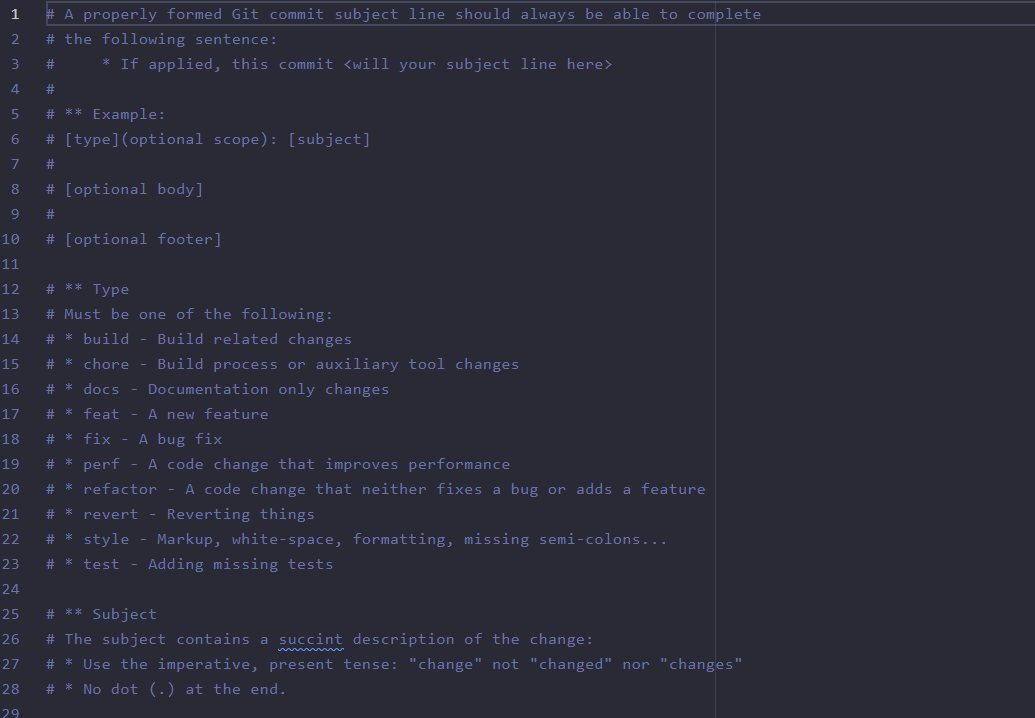 1 # A properly formed Git commit subject line should always be able to complete
2 # the following sentence:
3 #     * If applied, this commit <will your subject line here>
4 #
5 # ** Example:
6 # [type](optional scope): [subject]
7 #
8 # [optional body]
9 #
10 # [optional footer]
11
12 # ** Type
13 # Must be one of the following:
14 # * build - Build related changes
15 # * chore - Build process or auxiliary tool changes
16 # * docs - Documentation only changes
17 # * feat - A new feature
18 # * fix - A bug fix
19 # * perf - A code change that improves performance
20 # * refactor - A code change that neither fixes a bug or adds a feature
21 # * revert - Reverting things
22 # * style - Markup, white-space, formatting, missing semi-colons...
23 # * test - Adding missing tests
24
25 # ** Subject
26 # The subject contains a succint description of the change:
27 # * Use the imperative, present tense: "change" not "changed" nor "changes"
28 # * No dot (.) at the end.
29